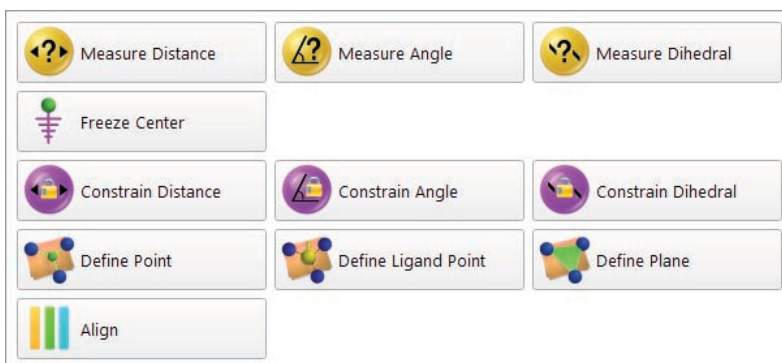 Measure Distance
Measure Angle
Measure Dihedral
Freeze Center
Constrain Distance
Constrain Angle
Constrain Dihedral
Define Point
Define Ligand Point
Define Plane
Align